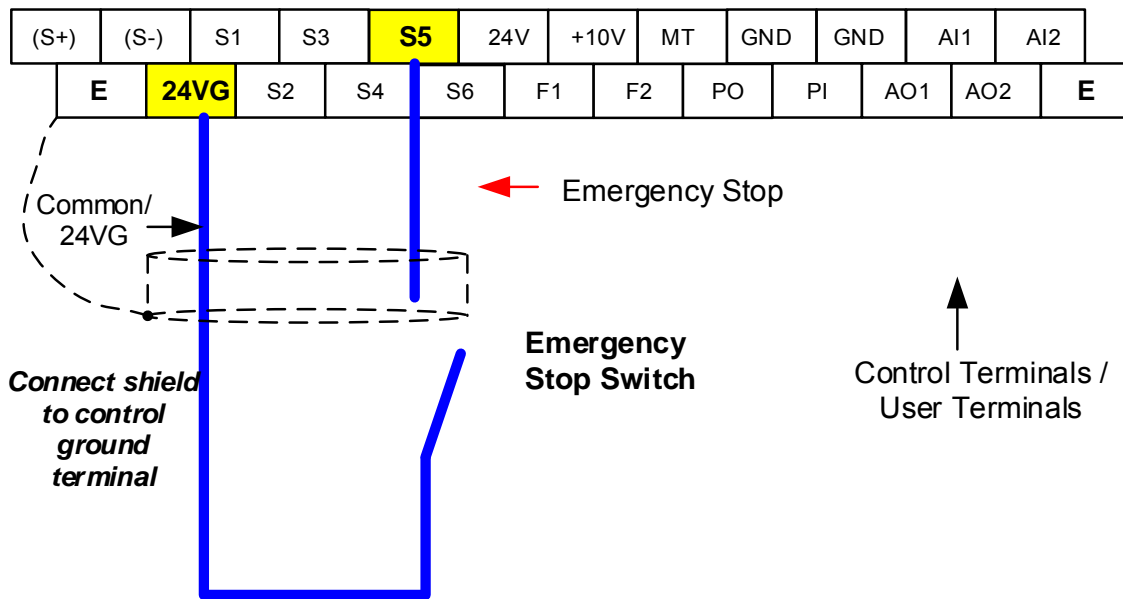 (S+) (S-) S1 S3 S5 24V +10V MT GND GND AI1 AI2
E 24VG S2 S4 S6 F1 F2 PO PI AO1 AO2 E
Common/
24VG
Emergency Stop
Emergency
Stop Switch
Connect shield
to control
ground
terminal
Control Terminals /
User Terminals